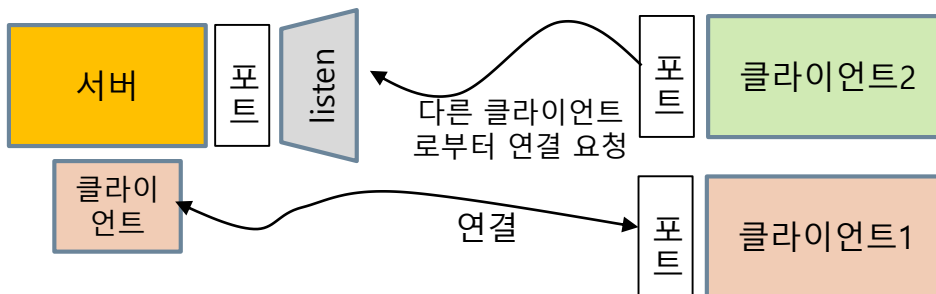 서버
포
트
listen
다른 클라이언트
로부터 연결 요청
포
트
클라이언트2
클라이
언트
연결
포
트
클라이언트1